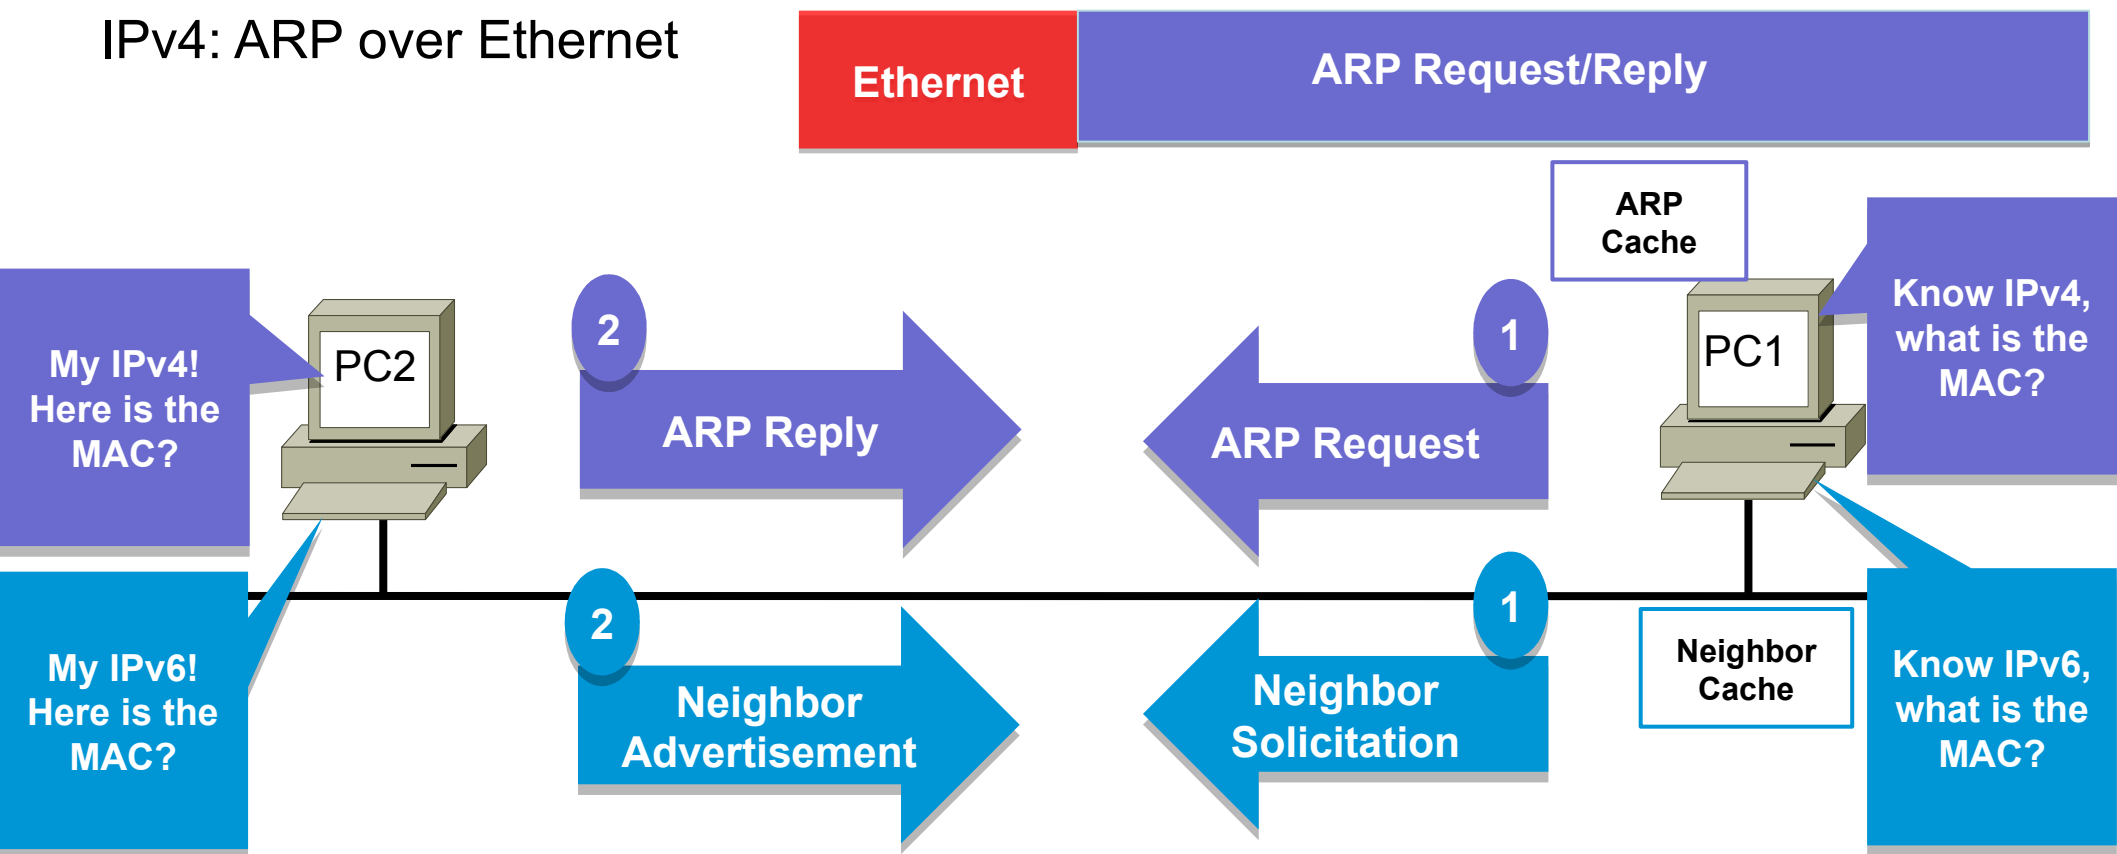 IPv4: ARP over Ethernet
Ethernet
ARP Request/Reply
ARP
Cache
My IPv4!
Here is the
MAC?
PC2
2
ARP Reply
1
ARP Request
PC1
Know IPv4,
what is the
MAC?
My IPv6!
Here is the
MAC?
2
Neighbor
Advertisement
1
Neighbor
Solicitation
Neighbor
Cache
Know IPv6,
what is the
MAC?